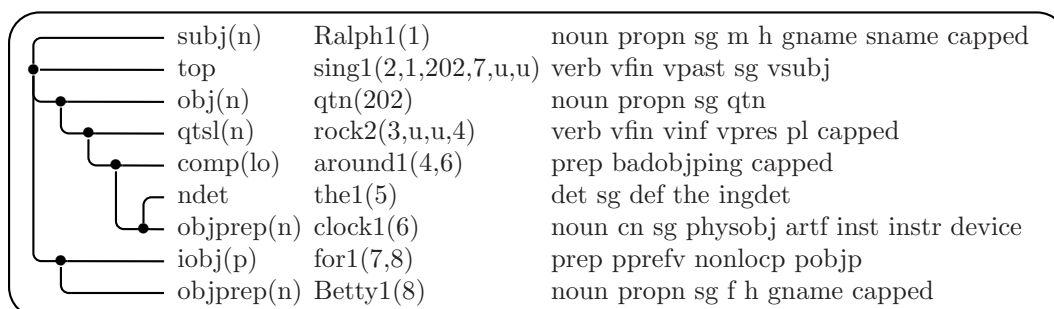 subj(n) Ralph1(1) noun propn sg m h gname sname capped
top sing1(2,1,202,7,u,u) verb vfin vpast sg vsubj
obj(n) qtn(202) noun propn sg qtn
qtsl(n) rock2(3,u,u,4) verb vfin vinf vpres pl capped
comp(lo) around1(4,6) prep badobjping capped
ndet the1(5) det sg def the ingdet
objprep(n) clock1(6) noun cn sg physobj artf inst instr device
iobj(p) for1(7,8) prep pprefv nonlocp pobjp
objprep(n) Betty1(8) noun propn sg f h gname capped